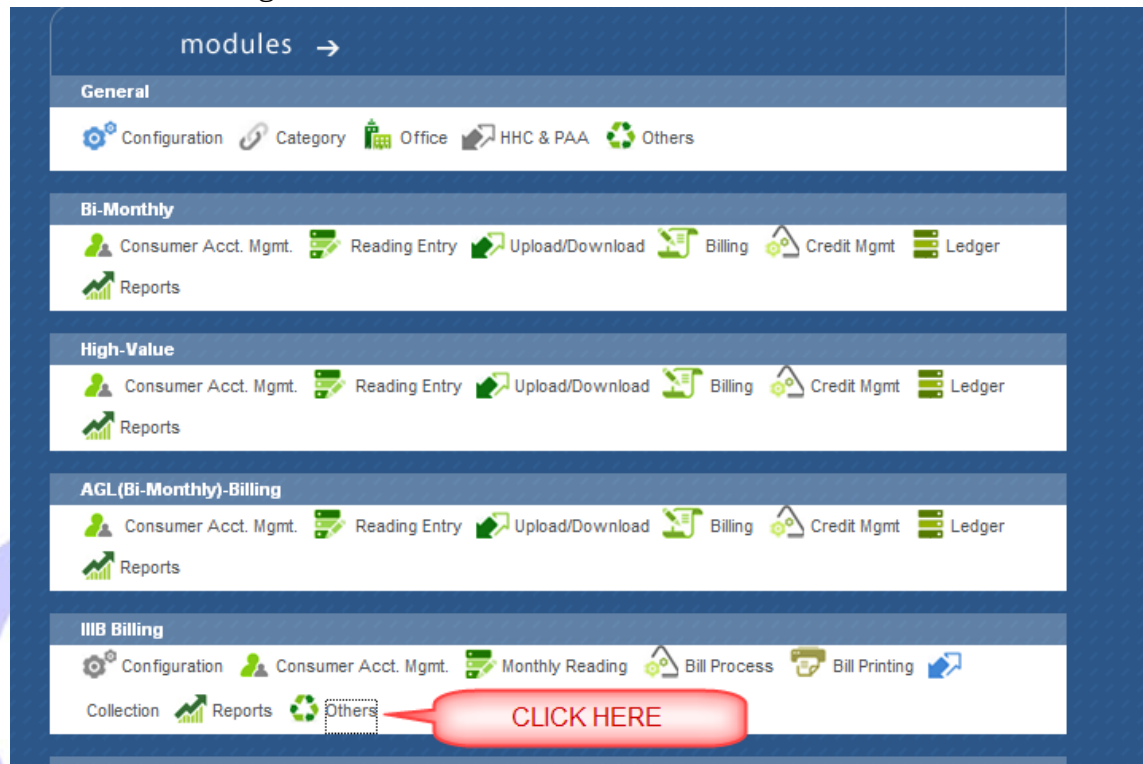 modules →
General
Configuration Category Office HHC & PAA Others
Bi-Monthly
Consumer Acct. Mgmt. Reading Entry Upload/Download Billing Credit Mgmt Ledger
Reports
High-Value
Consumer Acct. Mgmt. Reading Entry Upload/Download Billing Credit Mgmt Ledger
Reports
AGL(Bi-Monthly)-Billing
Consumer Acct. Mgmt. Reading Entry Upload/Download Billing Credit Mgmt Ledger
Reports
IIIB Billing
Configuration Consumer Acct. Mgmt. Monthly Reading Bill Process Bill Printing
Collection Reports Others CLICK HERE